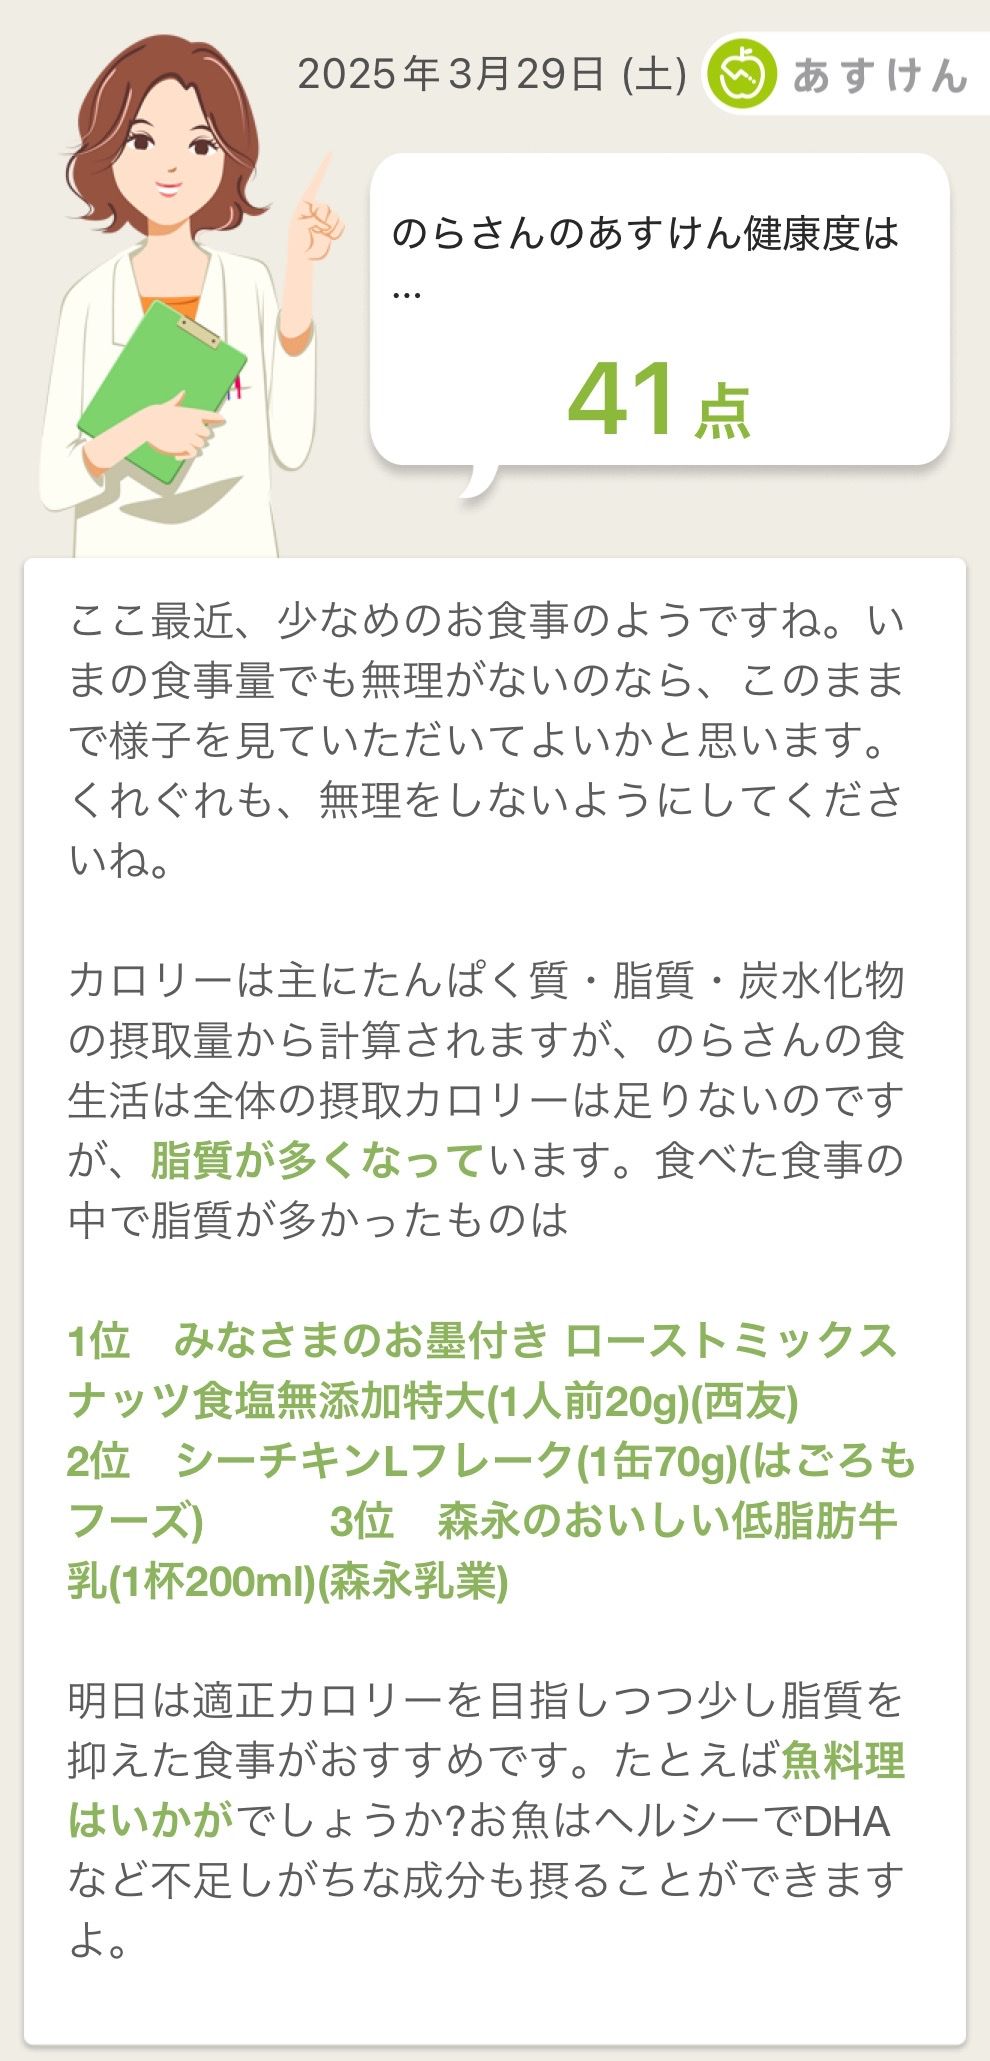 2025年3月29日 (土)
あすけん
のらさんのあすけん健康度は
...
41点
ここ最近、少なめのお食事のようですね。い
まの食事量でも無理がないのなら、このまま
で様子を見ていただいてよいかと思います。
くれぐれも、無理をしないようにしてくださ
いね。
カロリーは主にたんぱく質・脂質・炭水化物
の摂取量から計算されますが、のらさんの食
生活は全体の摂取カロリーは足りないのです
が、脂質が多くなっています。食べた食事の
中で脂質が多かったものは
1位　みなさまのお墨付き ローストミックス
ナッツ食塩無添加特大(1人前20g)(西友)
2位　シーチキンLフレーク(1缶70g)(はごろも
フーズ)　　　3位　森永のおいしい低脂肪牛
乳(1杯200ml)(森永乳業)
明日は適正カロリーを目指しつつ少し脂質を
抑えた食事がおすすめです。たとえば魚料理
はいかがでしょうか?お魚はヘルシーでDHA
など不足しがちな成分も摂ることができます
よ。